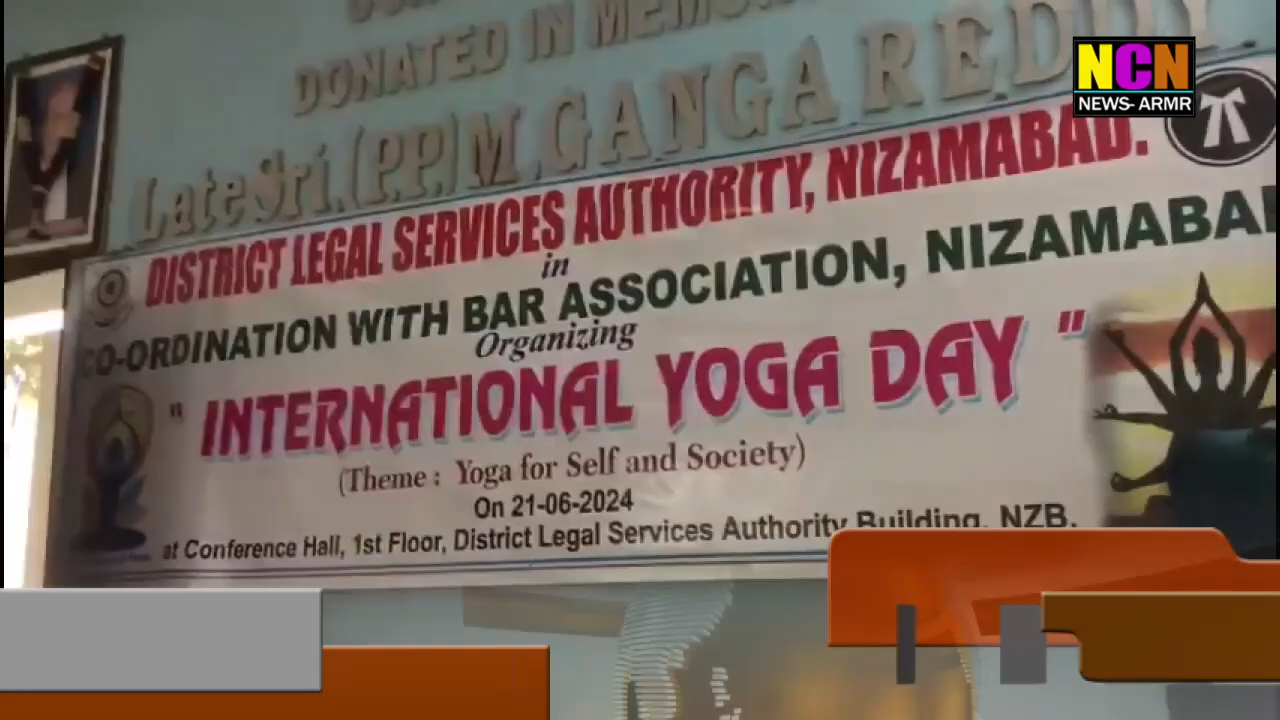 DONATED IN
Late Sri. (P.P.) M. GANGA REDDY.
NCN
NEWS- ARMR
DISTRICT LEGAL SERVICES AUTHORITY, NIZAMABAD.
in
CO-ORDINATION WITH BAR ASSOCIATION, NIZAMABA
Organizing
" INTERNATIONAL YOGA DAY "
(Theme : Yoga for Self and Society)
On 21-06-2024
at Conference Hall, 1st Floor, District Legal Services Authority Building, NZB.